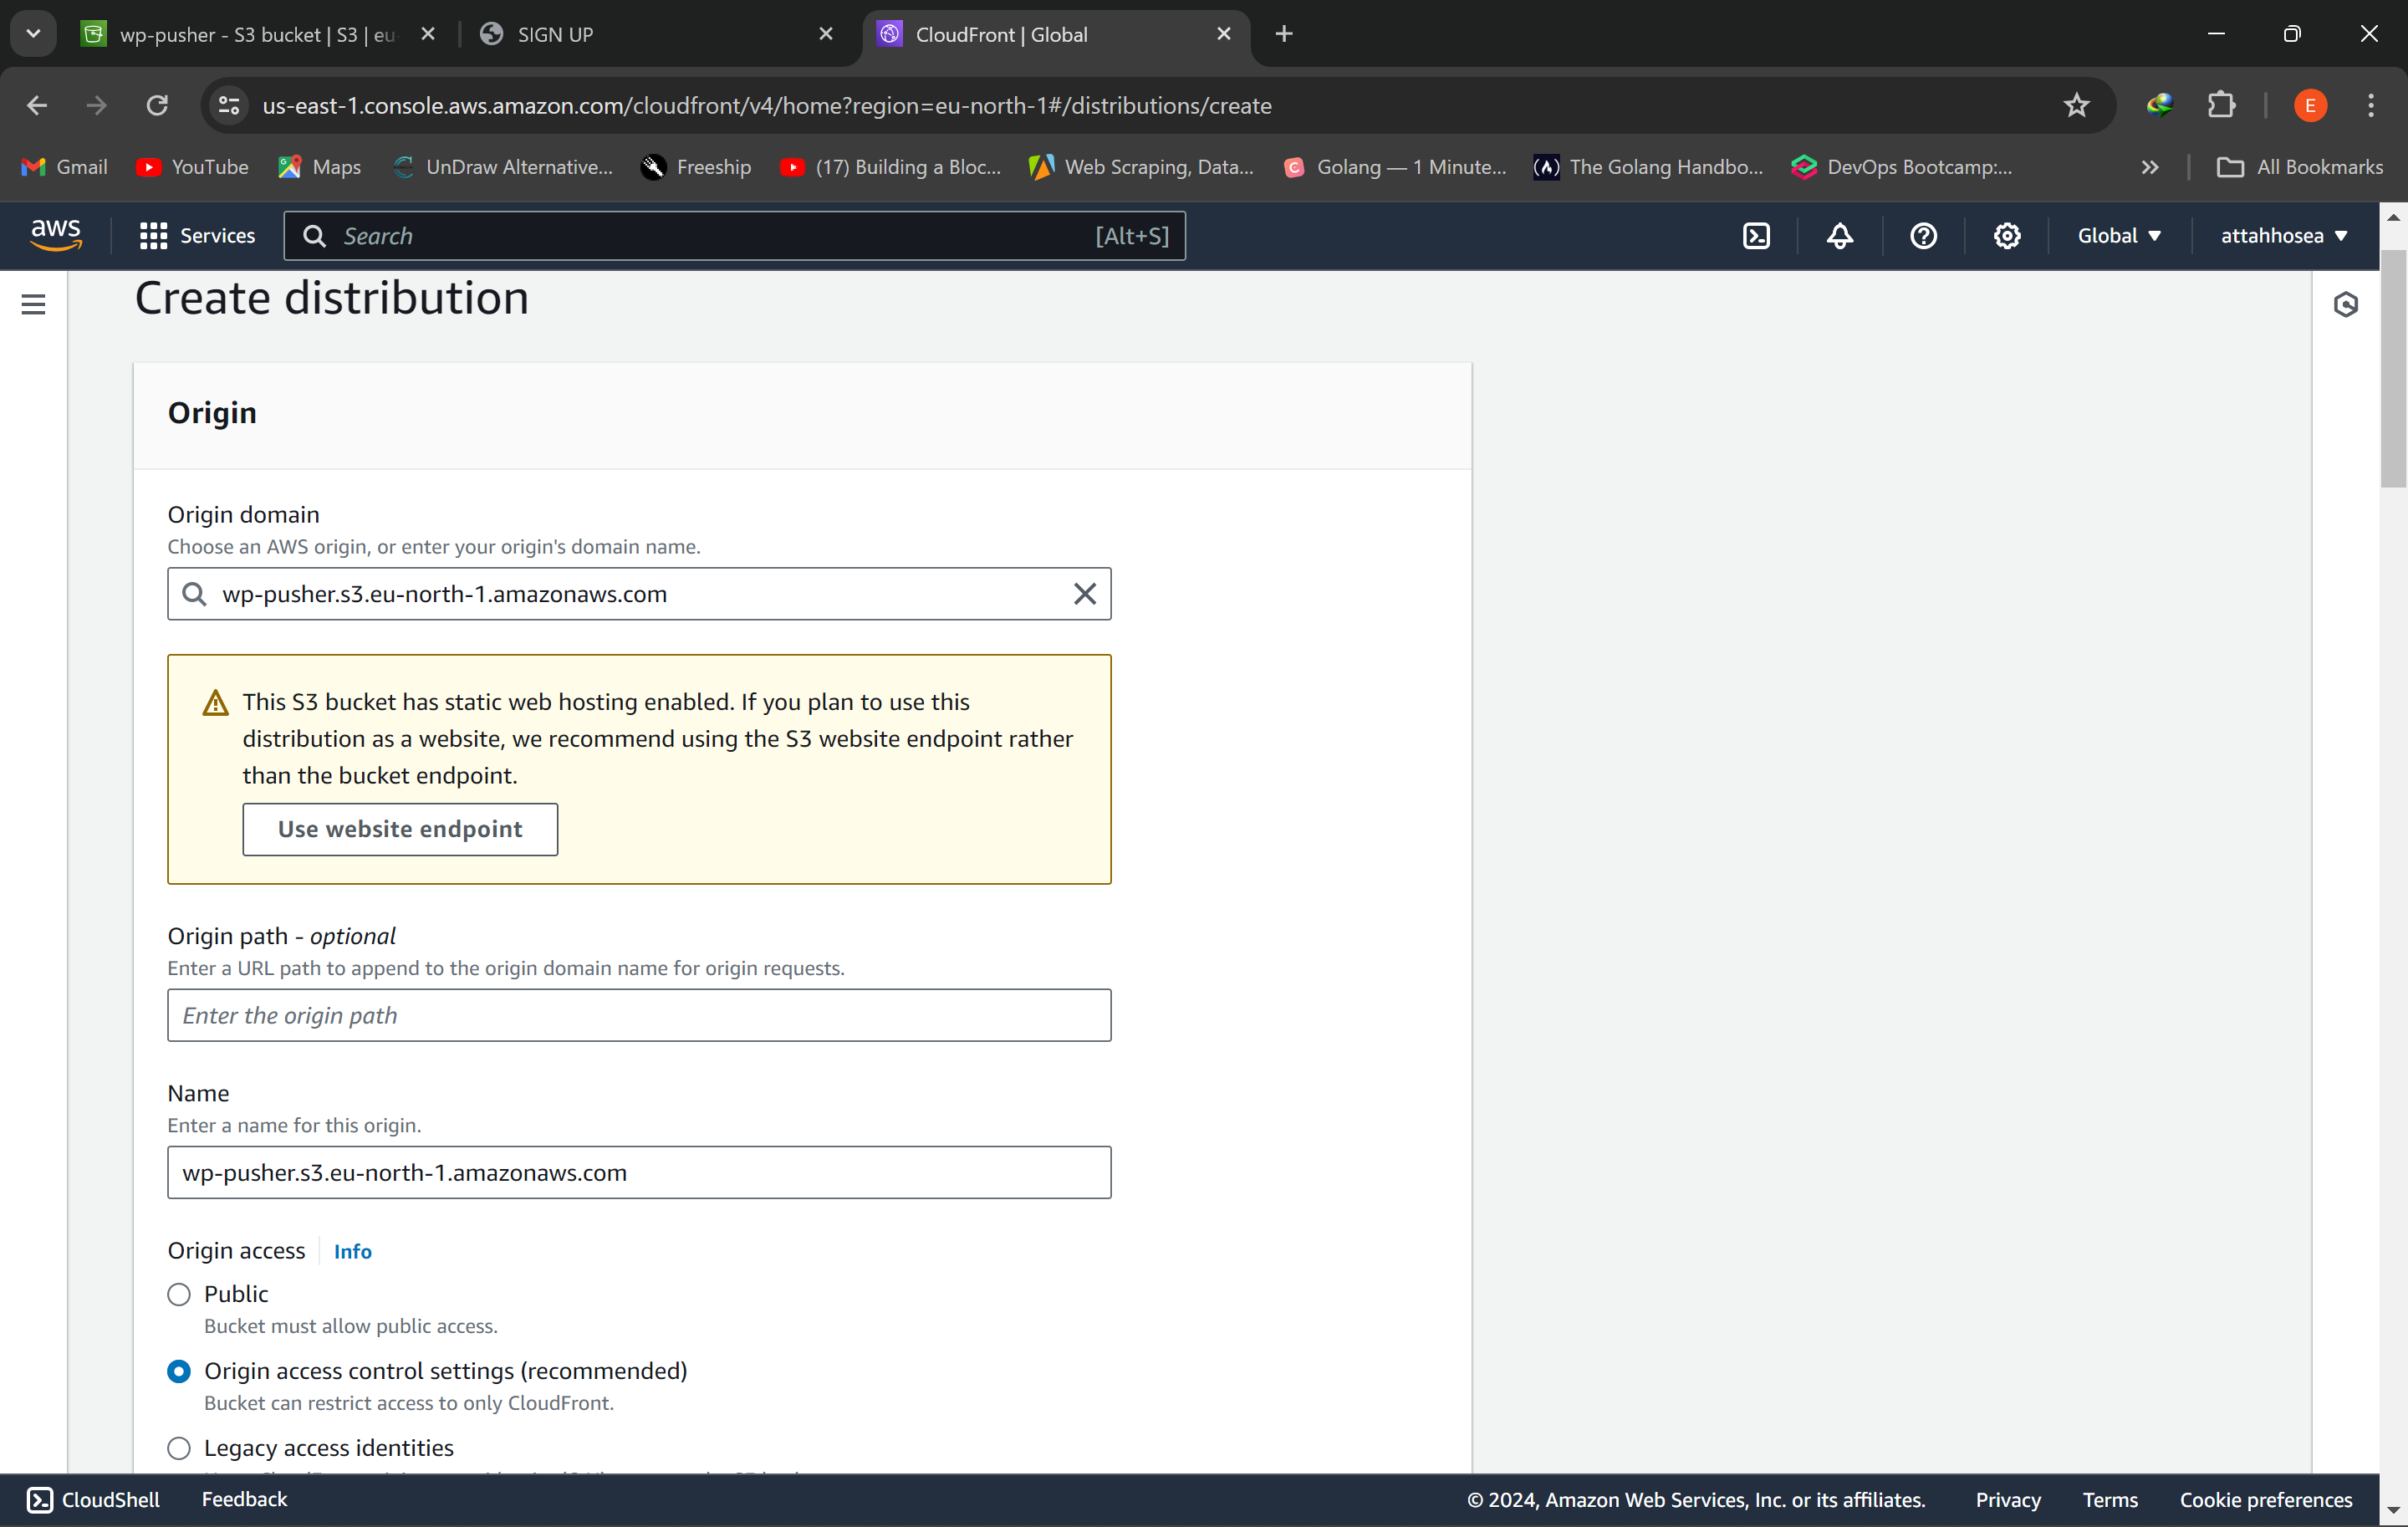 wp-pusher - S3 bucket | S3 | eu-
SIGN UP
CloudFront | Global
us-east-1.console.aws.amazon.com/cloudfront/v4/home?region=eu-north-1#/distributions/create
E
Gmail
YouTube
Maps
UnDraw Alternative...
Freeship
(17) Building a Bloc...
Web Scraping, Data...
Golang — 1 Minute...
The Golang Handbo...
DevOps Bootcamp:...
All Bookmarks
aws
Services
Search
[Alt+S]
Global
attahhosea
Create distribution
Origin
Origin domain
Choose an AWS origin, or enter your origin's domain name.
wp-pusher.s3.eu-north-1.amazonaws.com
This S3 bucket has static web hosting enabled. If you plan to use this
distribution as a website, we recommend using the S3 website endpoint rather
than the bucket endpoint.
Use website endpoint
Origin path - optional
Enter a URL path to append to the origin domain name for origin requests.
Enter the origin path
Name
Enter a name for this origin.
wp-pusher.s3.eu-north-1.amazonaws.com
Origin access
Info
Public
Bucket must allow public access.
Origin access control settings (recommended)
Bucket can restrict access to only CloudFront.
Legacy access identities
CloudShell
Feedback
© 2024, Amazon Web Services, Inc. or its affiliates.
Privacy
Terms
Cookie preferences